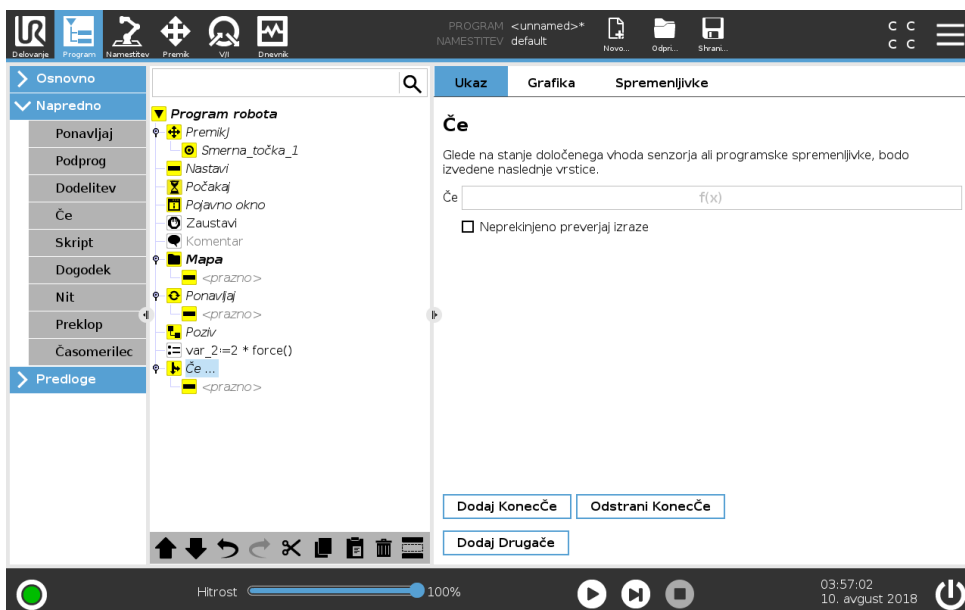 UR
Delovanje
Program
Namestitev
Premik
V/I
Dnevnik
PROGRAM <unnamed>*
NAMESTITEV default
Novo...
Odpri...
Shrani...
C C
C C
Osnovno
Napredno
Ponavljaj
Podprog
Dodelitev
Če
Skript
Dogodek
Nit
Preklop
Časomerilec
Predloge
Program robota
PremikJ
Smerna_točka_1
Nastavi
Počakaj
Pojavno okno
Zaustavi
Komentar
Mapa
<prazno>
Ponavljaj
<prazno>
Poziv
var_2:=2 * force()
Če ...
<prazno>
Ukaz Grafika Spremenljivke
Če
Glede na stanje določenega vhoda senzorja ali programske spremenljivke, bodo
izvedene naslednje vrstice.
Če f(x)
Neprekinjeno preverjaj izraze
Dodaj KonecČe Odstrani KonecČe
Dodaj Drugače
Hitrost 100%
03:57:02
10. avgust 2018